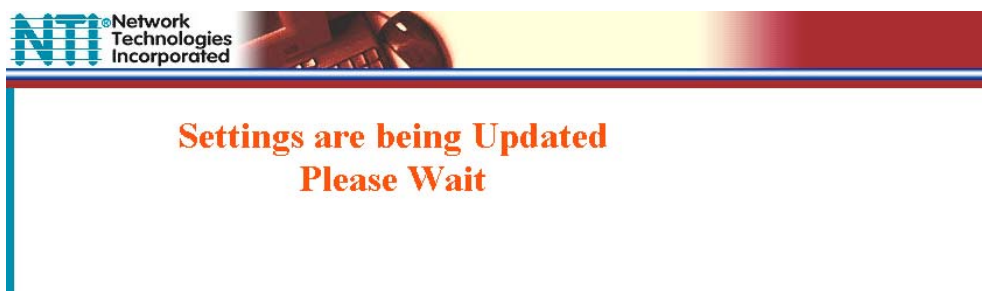 NTI®Network
Technologies
Incorporated
Settings are being Updated
Please Wait